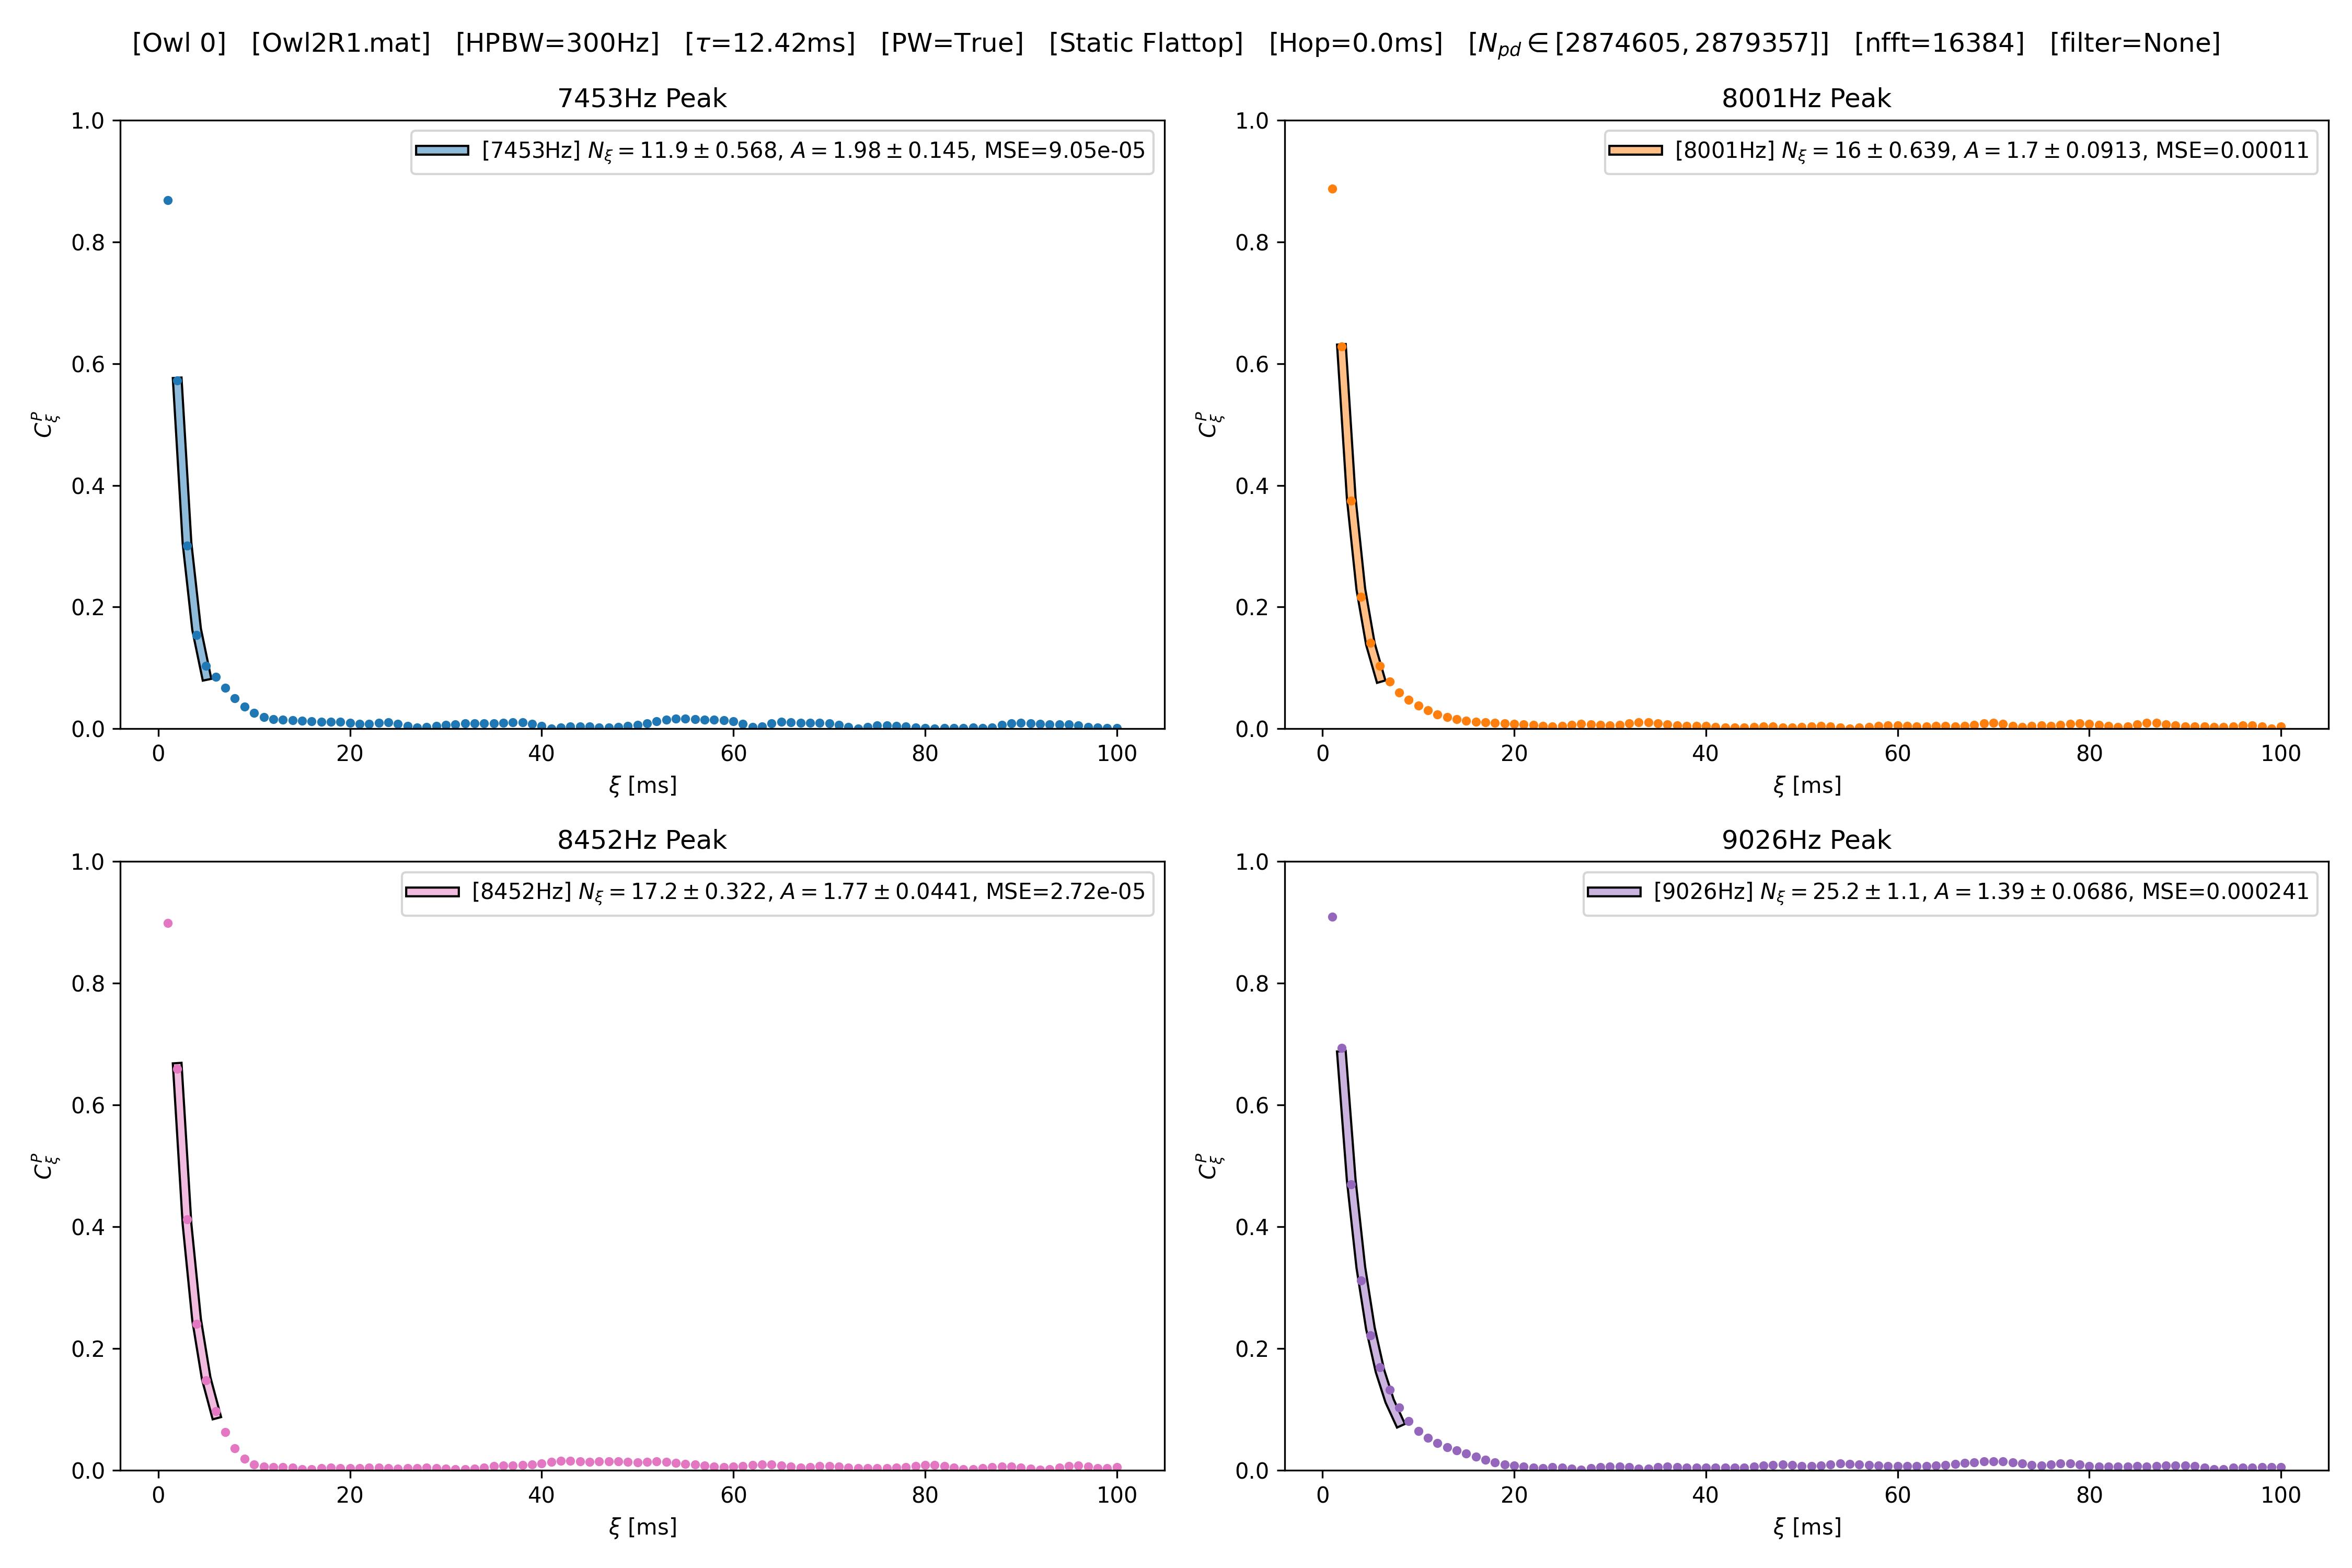 [Owl 0] [Owl2R1.mat] [HPBW=300Hz] [τ=12.42ms] [PW=True] [Static Flattop] [Hop=0.0ms] [N_pd ∈ [2874605, 2879357]] [nfft=16384] [filter=None]
7453Hz Peak
[7453Hz] N_ξ = 11.9 ± 0.568, A = 1.98 ± 0.145, MSE=9.05e-05
1.0
0.8
0.6
0.4
0.2
0.0
C_ξ^P
0 20 40 60 80 100
ξ [ms]
8001Hz Peak
[8001Hz] N_ξ = 16 ± 0.639, A = 1.7 ± 0.0913, MSE=0.00011
1.0
0.8
0.6
0.4
0.2
0.0
C_ξ^P
0 20 40 60 80 100
ξ [ms]
8452Hz Peak
[8452Hz] N_ξ = 17.2 ± 0.322, A = 1.77 ± 0.0441, MSE=2.72e-05
1.0
0.8
0.6
0.4
0.2
0.0
C_ξ^P
0 20 40 60 80 100
ξ [ms]
9026Hz Peak
[9026Hz] N_ξ = 25.2 ± 1.1, A = 1.39 ± 0.0686, MSE=0.000241
1.0
0.8
0.6
0.4
0.2
0.0
C_ξ^P
0 20 40 60 80 100
ξ [ms]